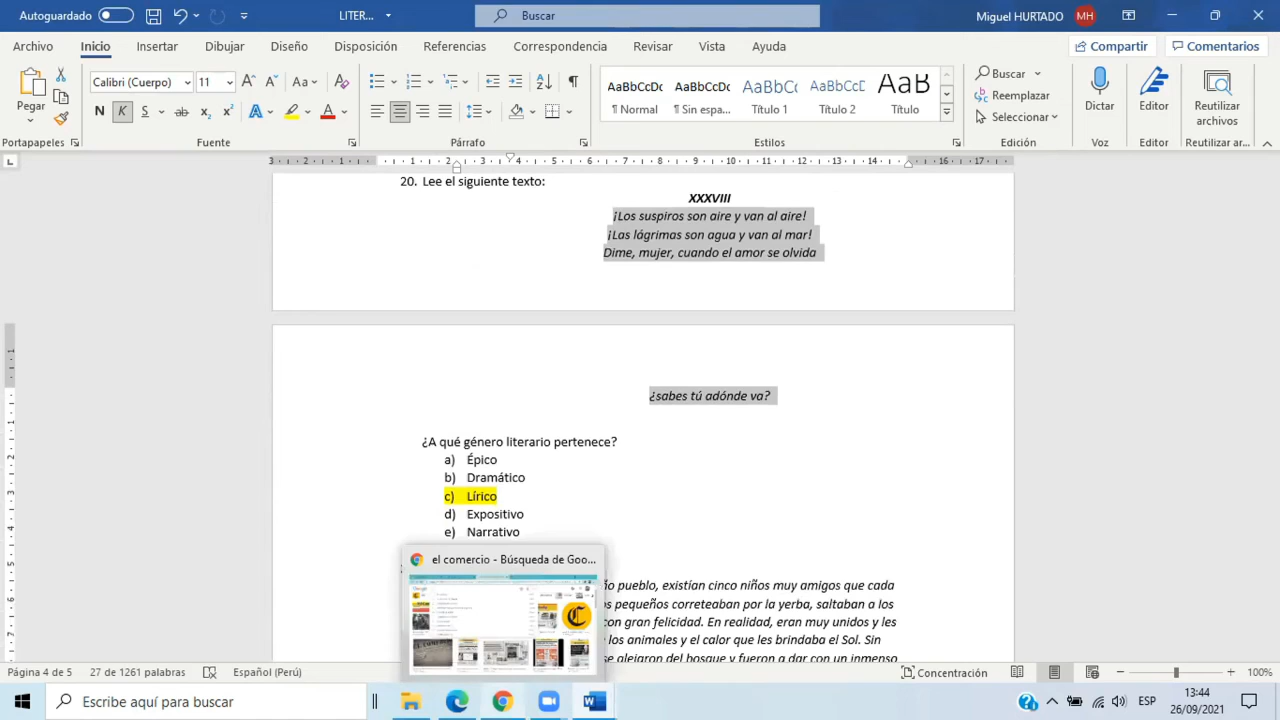 Autoguardado
LITER...
Buscar
Miguel HURTADO
MH
Archivo
Inicio
Insertar
Dibujar
Diseño
Disposición
Referencias
Correspondencia
Revisar
Vista
Ayuda
Compartir
Comentarios
Pegar
Calibri (Cuerpo)
11
AaBbCcDc
AaBbCcDc
AaBbCc
AaBbCcD
AaB
¶ Normal
¶ Sin espa...
Título 1
Título 2
Título
Buscar
Reemplazar
Seleccionar
Dictar
Editor
Reutilizar
archivos
Portapapeles
Fuente
Párrafo
Estilos
Edición
Voz
Editor
Reutilizar ar...
20. Lee el siguiente texto:
XXXVIII
¡Los suspiros son aire y van al aire!
¡Las lágrimas son agua y van al mar!
Dime, mujer, cuando el amor se olvida
¿sabes tú adónde va?
¿A qué género literario pertenece?
a) Épico
b) Dramático
c) Lírico
d) Expositivo
e) Narrativo
el comercio - Búsqueda de Goo...
pueblo, existían cinco niños muy amigos que cada
pequeños correteaban por la yerba, saltaban a los
con gran felicidad. En realidad, eran muy unidos y les
los animales y el calor que les brindaba el Sol. Sin
se alejaron del bosque y fueron a dar con un inmenso
Página 4 de 5
27 de 1261 palabras
Español (Perú)
Concentración
100%
Escribe aquí para buscar
ESP
13:44
26/09/2021